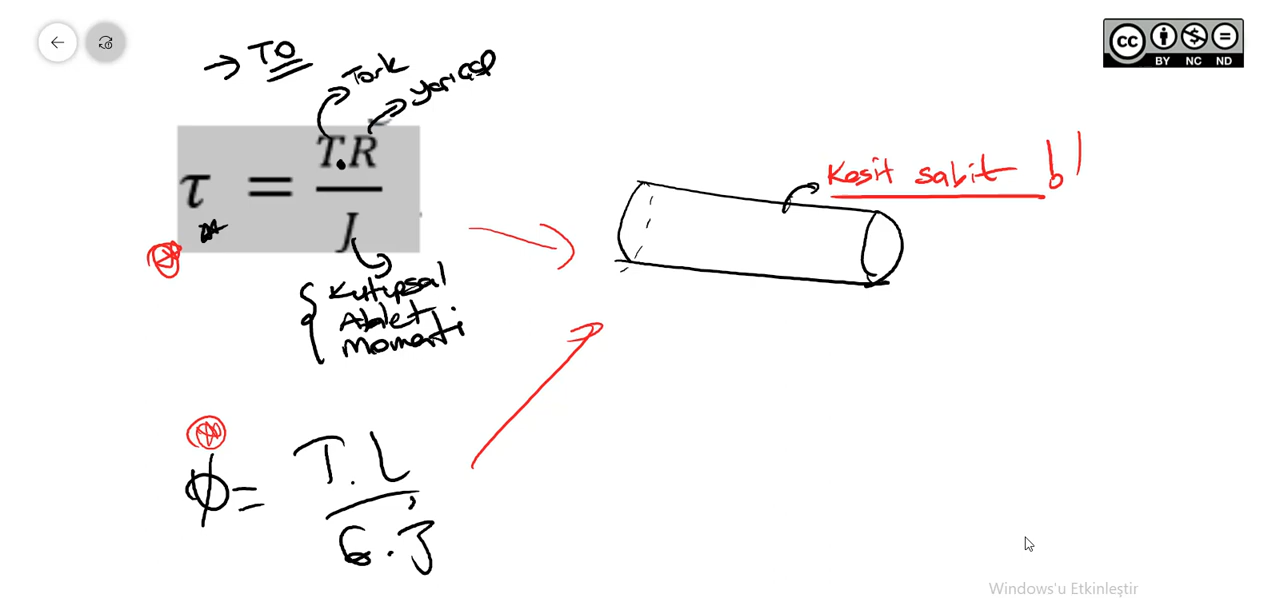 → TO
Tork
yarıçap
τ = T.R / J
Kutupsal
Atalet
Momenti
Kesit sabit !!
ϕ = T.L / G.J
CC BY NC ND
Windows'u Etkinleştir